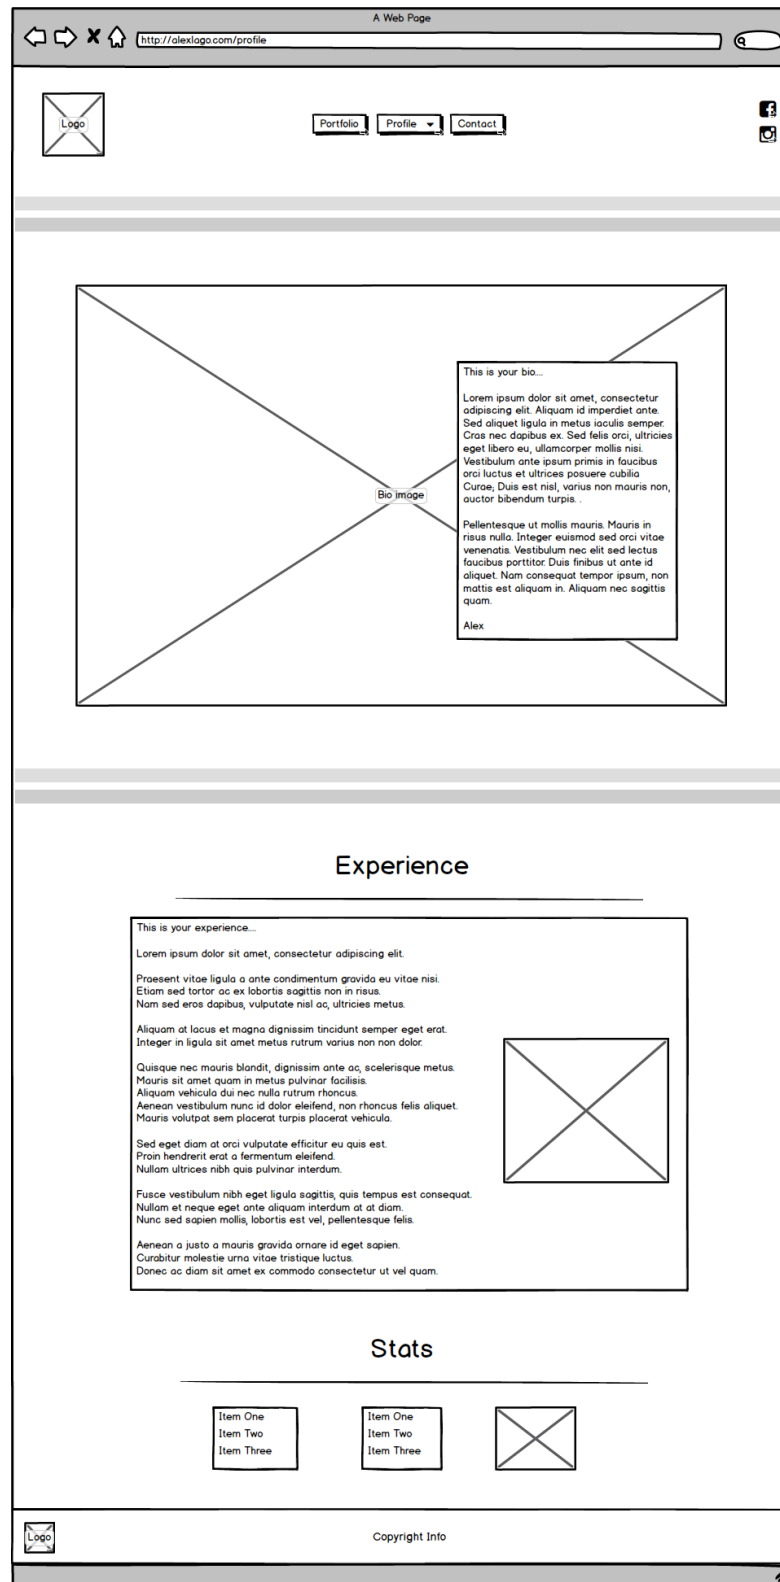 A Web Page
http://alexlago.com/profile
Logo
Portfolio
Profile
Contact
This is your bio....
Lorem ipsum dolor sit amet, consectetur
adipiscing elit. Aliquam id imperdiet ante.
Sed aliquet ligula in metus iaculis semper.
Cras nec dapibus ex. Sed felis orci, ultricies
eget libero eu, ullamcorper mollis nisi.
Vestibulum ante ipsum primis in faucibus
orci luctus et ultrices posuere cubilia
Curae; Duis est nisl, varius non mauris non,
auctor bibendum turpis. .
Pellentesque ut mollis mauris. Mauris in
risus nulla. Integer euismod sed orci vitae
venenatis. Vestibulum nec elit sed lectus
faucibus porttitor. Duis finibus ut ante id
aliquet. Nam consequat tempor ipsum, non
mattis est aliquam in. Aliquam nec sagittis
quam.
Alex
Bio image
Experience
This is your experience....
Lorem ipsum dolor sit amet, consectetur adipiscing elit.
Praesent vitae ligula a ante condimentum gravida eu vitae nisi.
Etiam sed tortor ac ex lobortis sagittis non in risus.
Nam sed eros dapibus, vulputate nisl ac, ultricies metus.
Aliquam at lacus et magna dignissim tincidunt semper eget erat.
Integer in ligula sit amet metus rutrum varius non non dolor.
Quisque nec mauris blandit, dignissim ante ac, scelerisque metus.
Mauris sit amet quam in metus pulvinar facilisis.
Aliquam vehicula dui nec nulla rutrum rhoncus.
Aenean vestibulum nunc id dolor eleifend, non rhoncus felis aliquet.
Mauris volutpat sem placerat turpis placerat vehicula.
Sed eget diam at orci vulputate efficitur eu quis est.
Proin hendrerit erat a fermentum eleifend.
Nullam ultrices nibh quis pulvinar interdum.
Fusce vestibulum nibh eget ligula sagittis, quis tempus est consequat.
Nullam et neque eget ante aliquam interdum at at diam.
Nunc sed sapien mollis, lobortis est vel, pellentesque felis.
Aenean a justo a mauris gravida ornare id eget sapien.
Curabitur molestie urna vitae tristique luctus.
Donec ac diam sit amet ex commodo consectetur ut vel quam.
Stats
Item One
Item Two
Item Three
Item One
Item Two
Item Three
Logo
Copyright Info